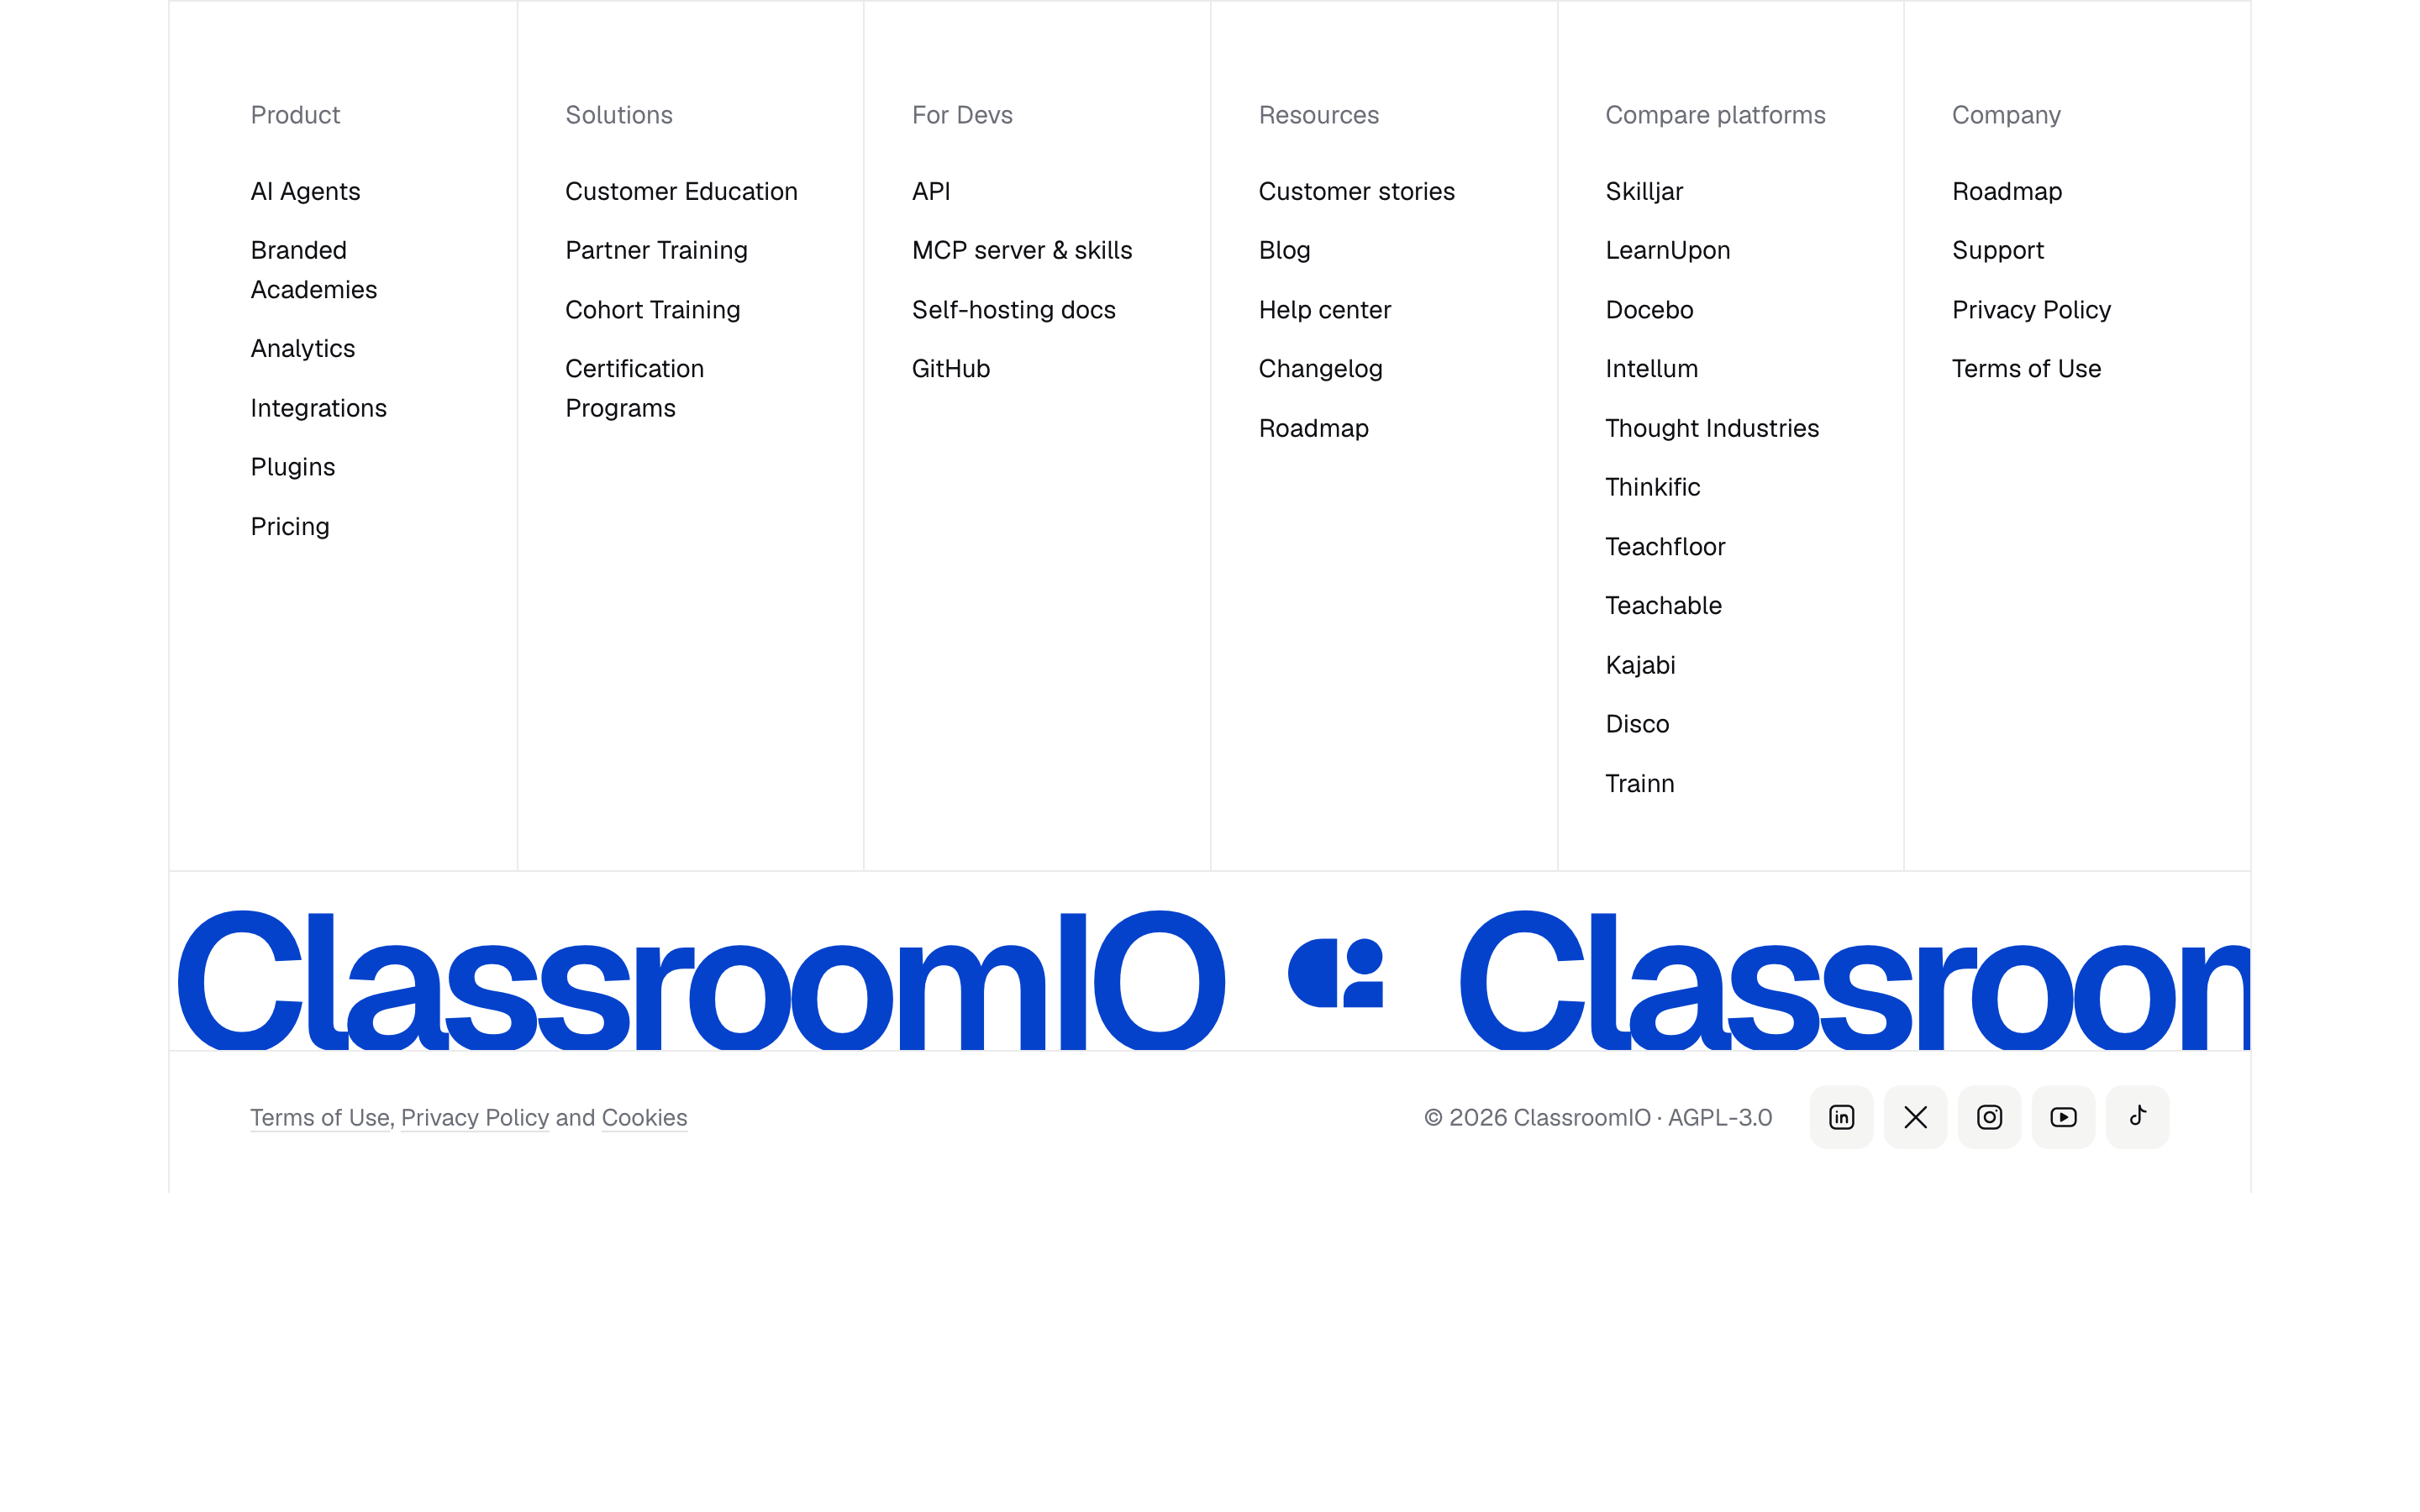 Product
AI Agents
Branded
Academies
Analytics
Integrations
Plugins
Pricing
Solutions
Customer Education
Partner Training
Cohort Training
Certification
Programs
For Devs
API
MCP server & skills
Self-hosting docs
GitHub
Resources
Customer stories
Blog
Help center
Changelog
Roadmap
Compare platforms
Skilljar
LearnUpon
Docebo
Intellum
Thought Industries
Thinkific
Teachfloor
Teachable
Kajabi
Disco
Trainn
Company
Roadmap
Support
Privacy Policy
Terms of Use
ClassroomIO Classroom
Terms of Use, Privacy Policy and Cookies
© 2026 ClassroomIO · AGPL-3.0